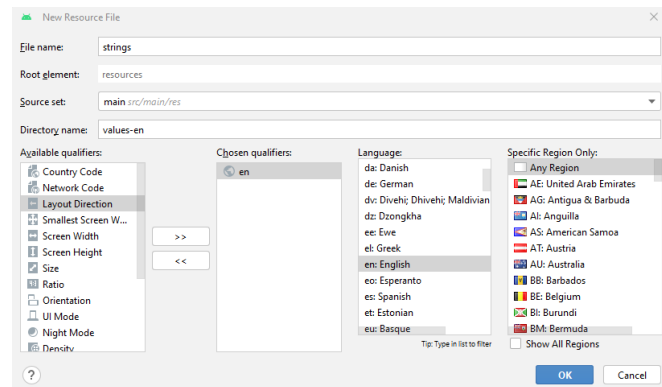 New Resource File
File name: strings
Root element: resources
Source set: main src/main/res
Directory name: values-en
Available qualifiers:
Country Code
Network Code
Layout Direction
Smallest Screen W...
Screen Width
Screen Height
Size
Ratio
Orientation
UI Mode
Night Mode
Density
>>
<<
Chosen qualifiers:
en
Language:
da: Danish
de: German
dv: Divehi; Dhivehi; Maldivian
dz: Dzongkha
ee: Ewe
el: Greek
en: English
eo: Esperanto
es: Spanish
et: Estonian
eu: Basque
Tip: Type in list to filter
Specific Region Only:
Any Region
AE: United Arab Emirates
AG: Antigua & Barbuda
AI: Anguilla
AS: American Samoa
AT: Austria
AU: Australia
BB: Barbados
BE: Belgium
BI: Burundi
BM: Bermuda
Show All Regions
?
OK
Cancel